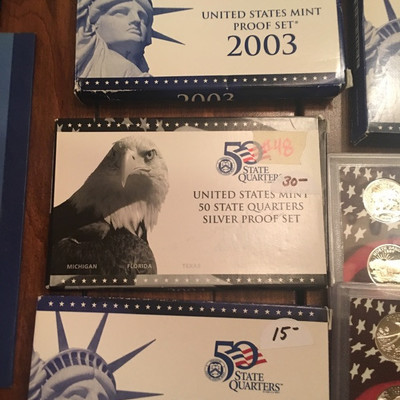 UNITED STATES MINT
PROOF SET®
2003
2003
$48
50
STATE
QUARTERS
30-
UNITED STATES MINT
50 STATE QUARTERS
SILVER PROOF SET
MICHIGAN FLORIDA TEXAS
15-
50
STATE
QUARTERS™